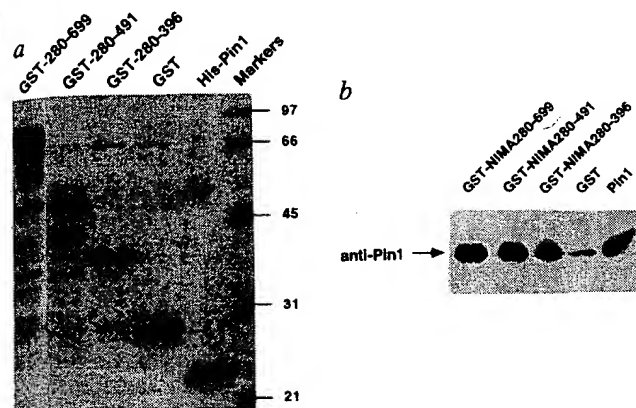 a
GST-280-699
GST-280-491
GST-280-396
GST
His-Pin1
Markers
97
66
45
31
21
b
GST-NIMA280-699
GST-NIMA280-491
GST-NIMA280-396
GST
Pin1
anti-Pin1